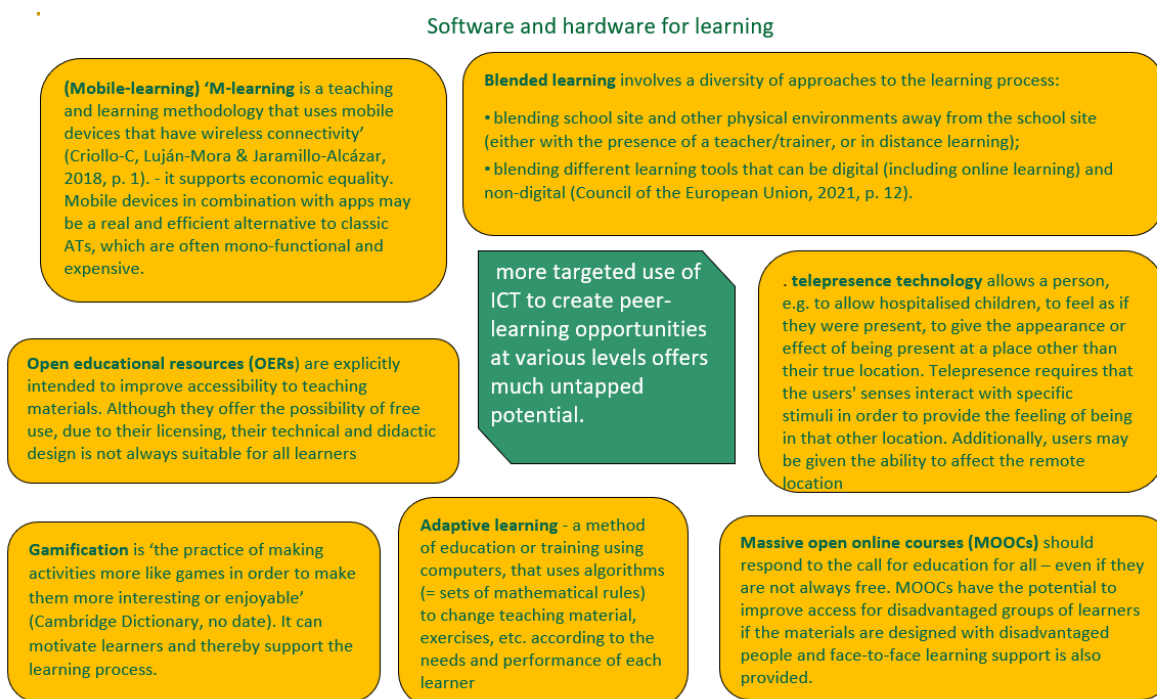 Software and hardware for learning
(Mobile-learning) ‘M-learning is a teaching
and learning methodology that uses mobile
devices that have wireless connectivity’
(Criollo-C, Luján-Mora & Jaramillo-Alcázar,
2018, p. 1). - it supports economic equality.
Mobile devices in combination with apps may
be a real and efficient alternative to classic
ATs, which are often mono-functional and
expensive.
Blended learning involves a diversity of approaches to the learning process:
• blending school site and other physical environments away from the school site
(either with the presence of a teacher/trainer, or in distance learning);
• blending different learning tools that can be digital (including online learning) and
non-digital (Council of the European Union, 2021, p. 12).
more targeted use of
ICT to create peer-
learning opportunities
at various levels offers
much untapped
potential.
. telepresence technology allows a person,
e.g. to allow hospitalised children, to feel as if
they were present, to give the appearance or
effect of being present at a place other than
their true location. Telepresence requires that
the users' senses interact with specific
stimuli in order to provide the feeling of being
in that other location. Additionally, users may
be given the ability to affect the remote
location
Open educational resources (OERs) are explicitly
intended to improve accessibility to teaching
materials. Although they offer the possibility of free
use, due to their licensing, their technical and didactic
design is not always suitable for all learners
Gamification is ‘the practice of making
activities more like games in order to make
them more interesting or enjoyable’
(Cambridge Dictionary, no date). It can
motivate learners and thereby support the
learning process.
Adaptive learning - a method
of education or training using
computers, that uses algorithms
(= sets of mathematical rules)
to change teaching material,
exercises, etc. according to the
needs and performance of each
learner
Massive open online courses (MOOCs) should
respond to the call for education for all – even if they
are not always free. MOOCs have the potential to
improve access for disadvantaged groups of learners
if the materials are designed with disadvantaged
people and face-to-face learning support is also
provided.